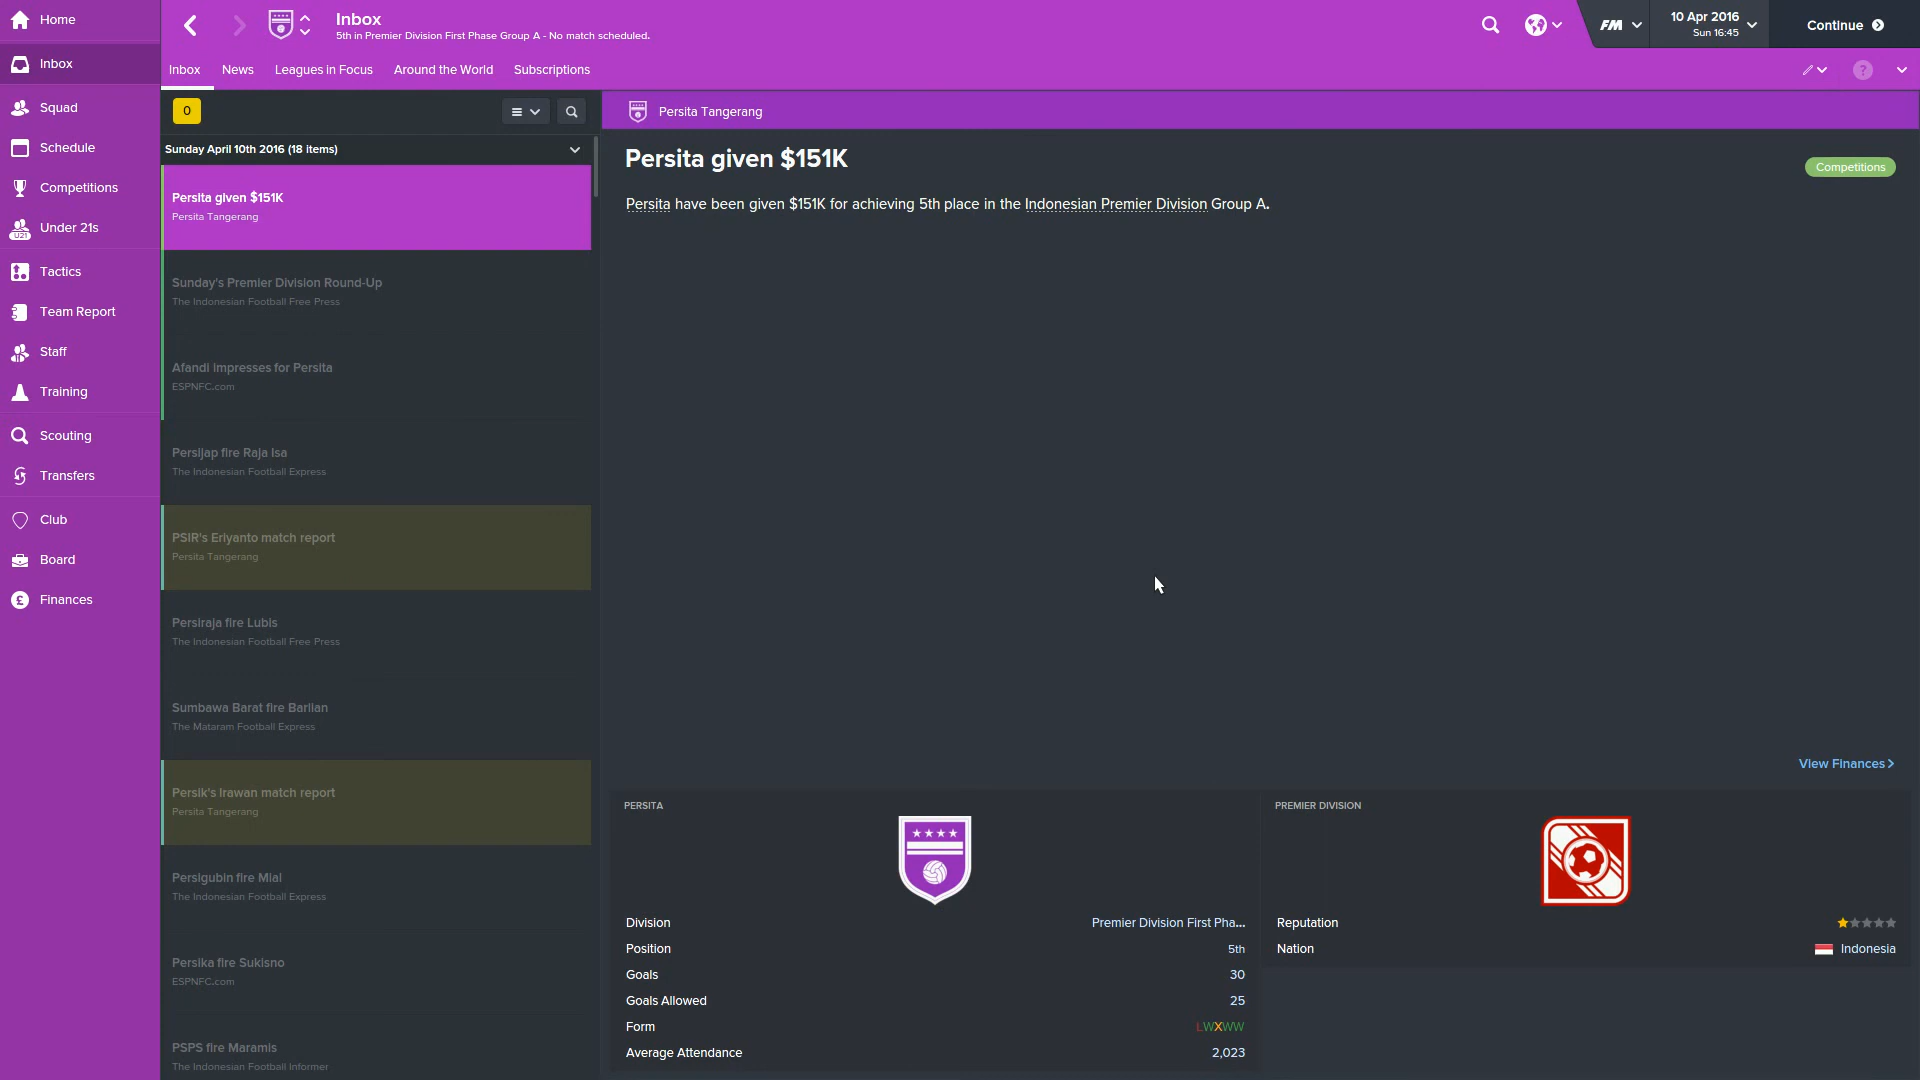 Home
Inbox
Squad
Schedule
Competitions
Under 21s
Tactics
Team Report
Staff
Training
Scouting
Transfers
Club
Board
Finances
Inbox
5th in Premier Division First Phase Group A - No match scheduled.
FM
10 Apr 2016
Sun 16:45
Continue
Inbox News Leagues in Focus Around the World Subscriptions
?
0
Sunday April 10th 2016 (18 items)
Persita given $151K
Persita Tangerang
Sunday's Premier Division Round-Up
The Indonesian Football Free Press
Afandi impresses for Persita
ESPNFC.com
Persijap fire Raja Isa
The Indonesian Football Express
PSIR's Eriyanto match report
Persita Tangerang
Persiraja fire Lubis
The Indonesian Football Free Press
Sumbawa Barat fire Barlian
The Mataram Football Express
Persik's Irawan match report
Persita Tangerang
Persigubin fire Mial
The Indonesian Football Express
Persika fire Sukisno
ESPNFC.com
PSPS fire Maramis
The Indonesian Football Informer
Persita Tangerang
Persita given $151K
Competitions
Persita have been given $151K for achieving 5th place in the Indonesian Premier Division Group A.
View Finances
PERSITA
Division Premier Division First Pha...
Position 5th
Goals 30
Goals Allowed 25
Form LWXWW
Average Attendance 2,023
PREMIER DIVISION
Reputation
Nation Indonesia